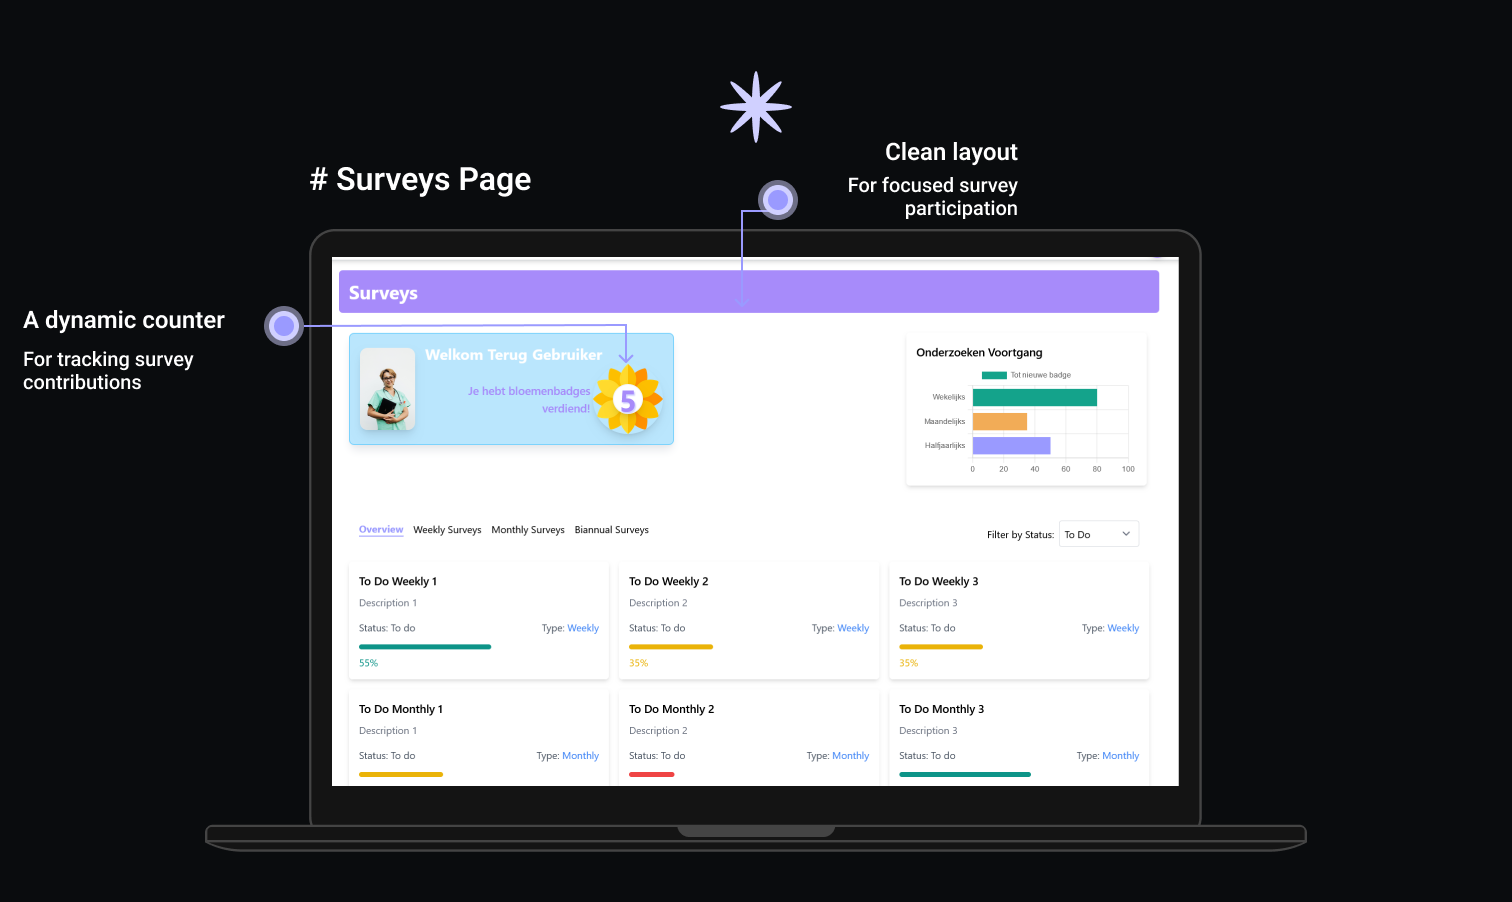 # Surveys Page
Clean layout
For focused survey
participation
A dynamic counter
For tracking survey
contributions
Surveys
Welkom Terug Gebruiker
Je hebt bloemenbadges
verdiend!
5
Onderzoeken Voortgang
Tot nieuwe badge
Wekelijks
Maandelijks
Halfjaarlijks
0 20 40 60 80 100
Overview Weekly Surveys Monthly Surveys Biannual Surveys
Filter by Status: To Do
To Do Weekly 1
Description 1
Status: To do Type: Weekly
55%
To Do Weekly 2
Description 2
Status: To do Type: Weekly
35%
To Do Weekly 3
Description 3
Status: To do Type: Weekly
35%
To Do Monthly 1
Description 1
Status: To do Type: Monthly
To Do Monthly 2
Description 2
Status: To do Type: Monthly
To Do Monthly 3
Description 3
Status: To do Type: Monthly